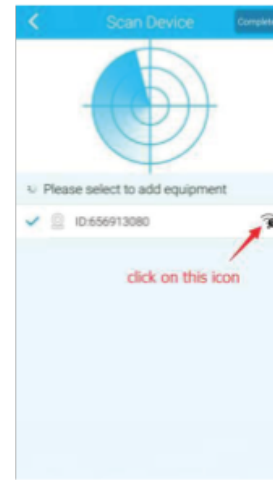 Scan Device
Complete
Please select to add equipment
ID:656913080
click on this icon